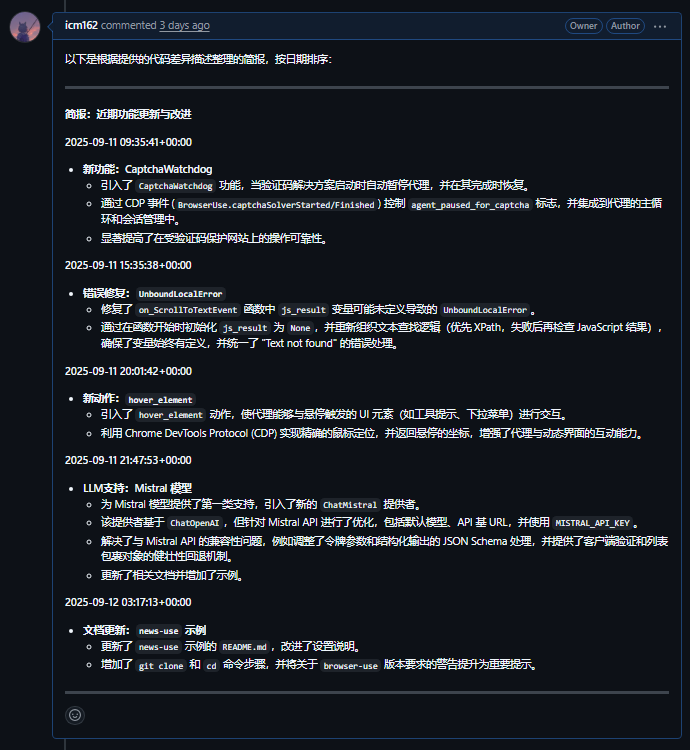 icm162 commented 3 days ago Owner Author ...
以下是根据提供的代码差异描述整理的简报，按日期排序：
简报：近期功能更新与改进
2025-09-11 09:35:41+00:00
• 新功能：CaptchaWatchdog
○ 引入了 CaptchaWatchdog 功能，当验证码解决方案启动时自动暂停代理，并在其完成时恢复。
○ 通过 CDP 事件 ( BrowserUse.captchaSolverStarted/Finished ) 控制 agent_paused_for_captcha 标志，并集成到代理的主循
环和会话管理中。
○ 显著提高了在受验证码保护网站上的操作可靠性。
2025-09-11 15:35:38+00:00
• 错误修复：UnboundLocalError
○ 修复了 on_ScrollToTextEvent 函数中 js_result 变量可能未定义导致的 UnboundLocalError 。
○ 通过在函数开始时初始化 js_result 为 None ，并重新组织文本查找逻辑（优先 XPath，失败后再检查 JavaScript 结果），
确保了变量始终有定义，并统一了 "Text not found" 的错误处理。
2025-09-11 20:01:42+00:00
• 新动作：hover_element
○ 引入了 hover_element 动作，使代理能够与悬停触发的 UI 元素（如工具提示、下拉菜单）进行交互。
○ 利用 Chrome DevTools Protocol (CDP) 实现精确的鼠标定位，并返回悬停的坐标，增强了代理与动态界面的互动能力。
2025-09-11 21:47:53+00:00
• LLM支持：Mistral 模型
○ 为 Mistral 模型提供了第一类支持，引入了新的 ChatMistral 提供者。
○ 该提供者基于 ChatOpenAI ，但针对 Mistral API 进行了优化，包括默认模型、API 基 URL，并使用 MISTRAL_API_KEY 。
○ 解决了与 Mistral API 的兼容性问题，例如调整了令牌参数和结构化输出的 JSON Schema 处理，并提供了客户端验证和列表
包裹对象的健壮性回退机制。
○ 更新了相关文档并增加了示例。
2025-09-12 03:17:13+00:00
• 文档更新：news-use 示例
○ 更新了 news-use 示例的 README.md ，改进了设置说明。
○ 增加了 git clone 和 cd 命令步骤，并将关于 browser-use 版本要求的警告提升为重要提示。